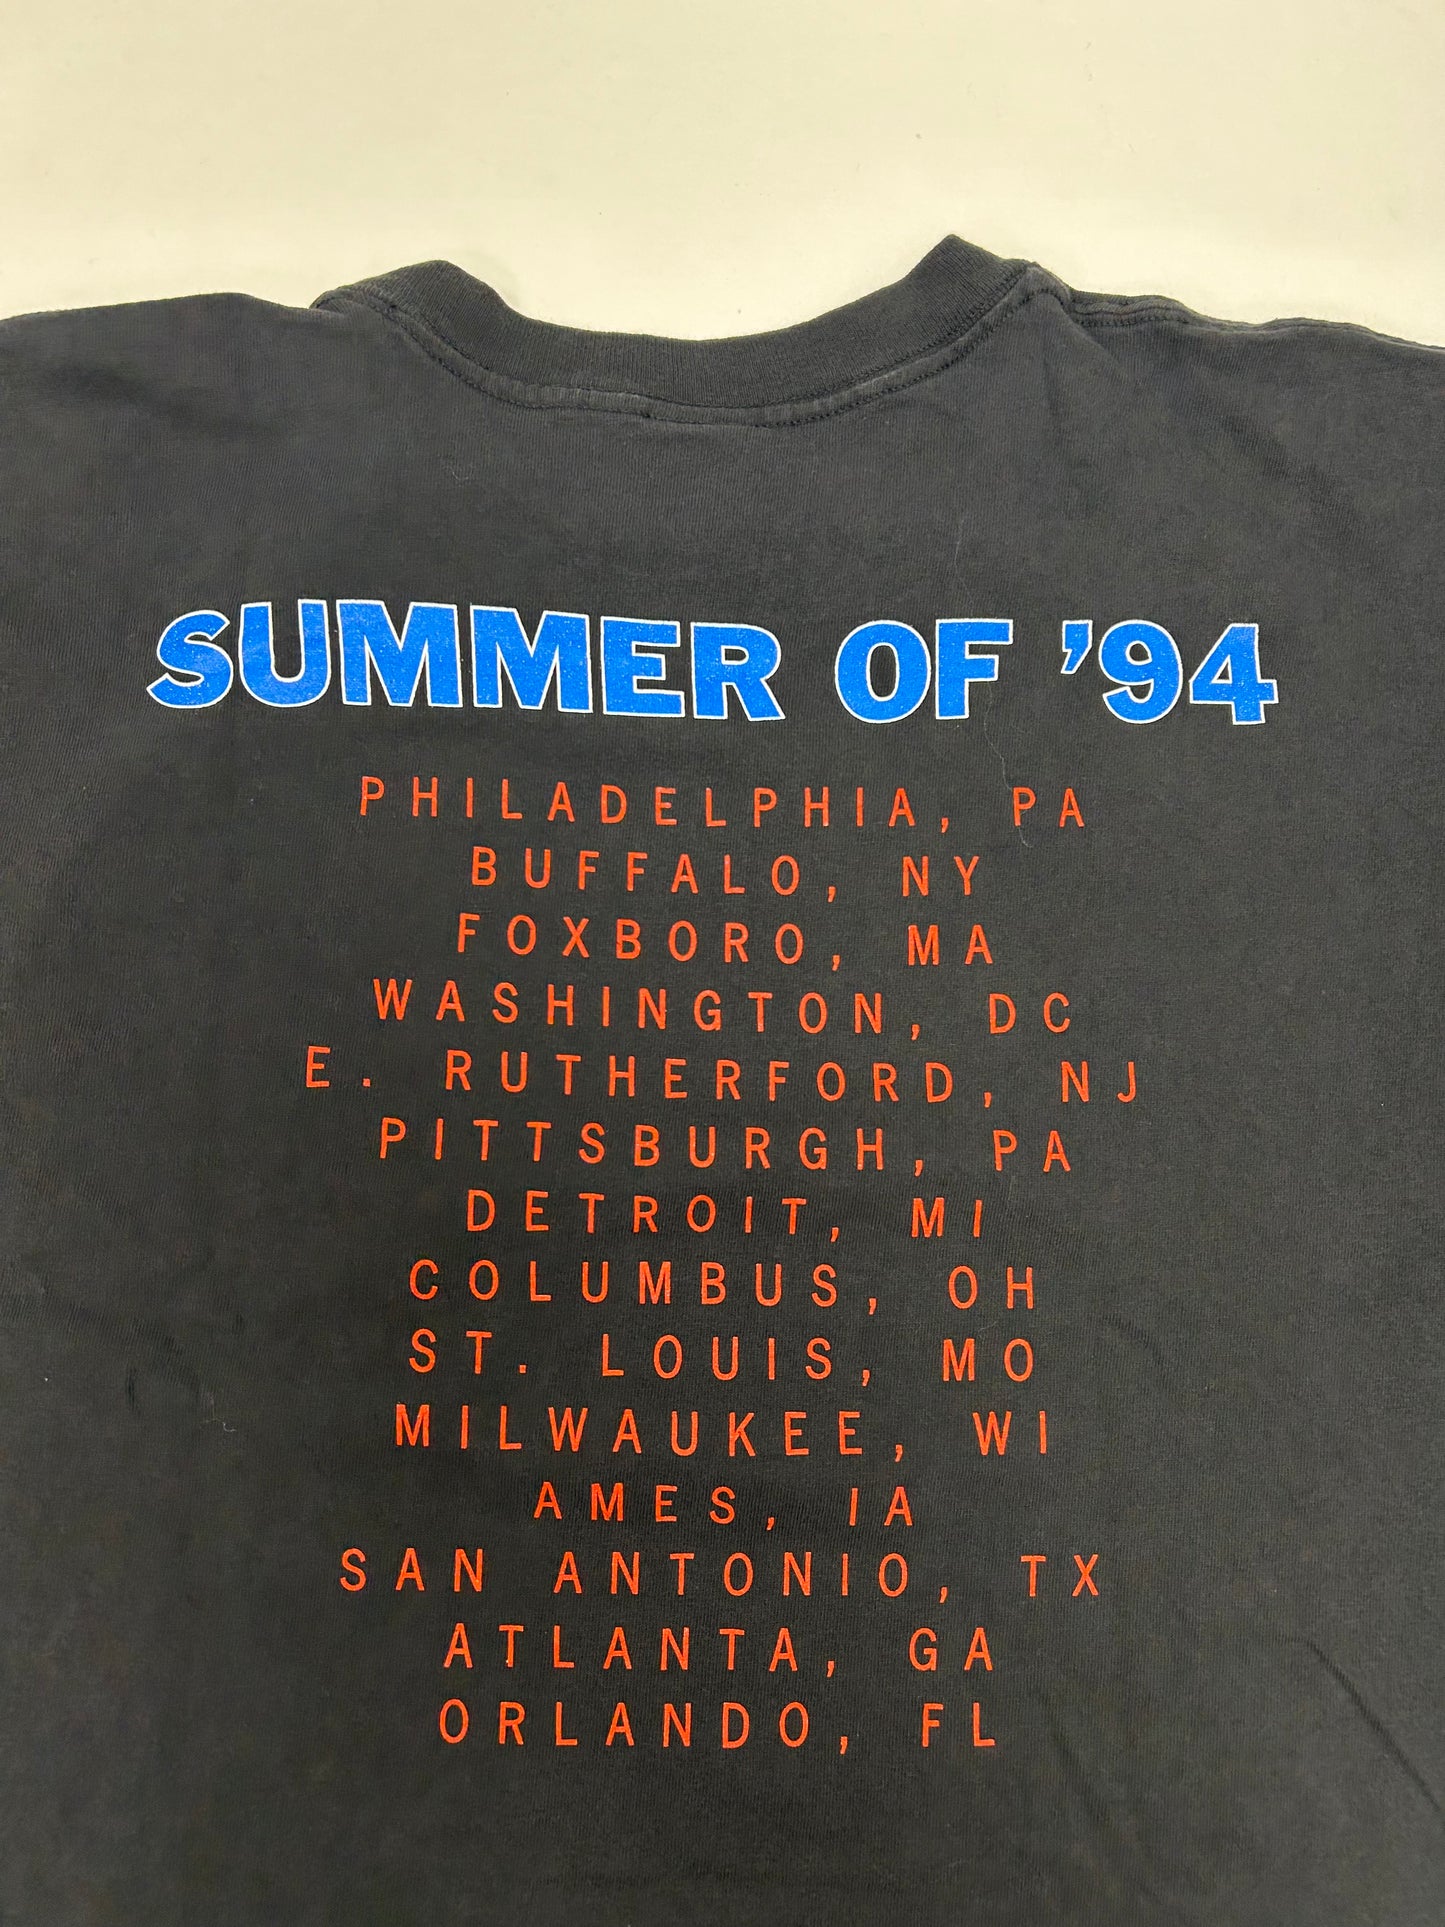 SUMMER OF '94
PHILADELPHIA, PA
BUFFALO, NY
FOXBORO, MA
WASHINGTON, DC
E. RUTHERFORD, NJ
PITTSBURGH, PA
DETROIT, MI
COLUMBUS, OH
ST. LOUIS, MO
MILWAUKEE, WI
AMES, IA
SAN ANTONIO, TX
ATLANTA, GA
ORLANDO, FL